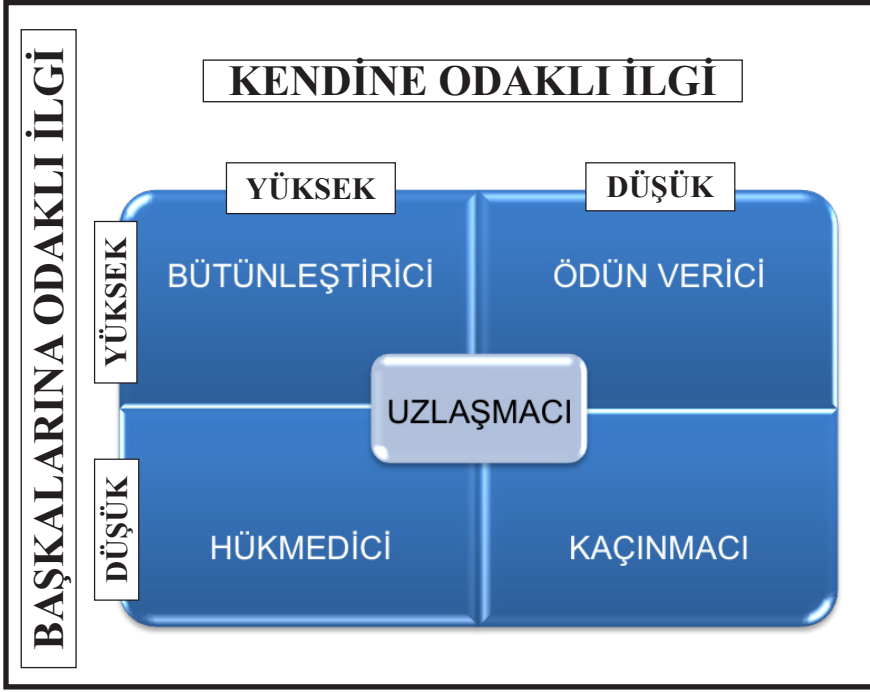 KENDİNE ODAKLI İLGİ
BAŞKALARINA ODAKLI İLGİ
YÜKSEK
DÜŞÜK
YÜKSEK
BÜTÜNLEŞTİRİCİ
ÖDÜN VERİCİ
UZLAŞMACI
DÜŞÜK
HÜKMEDİCİ
KAÇINMACI